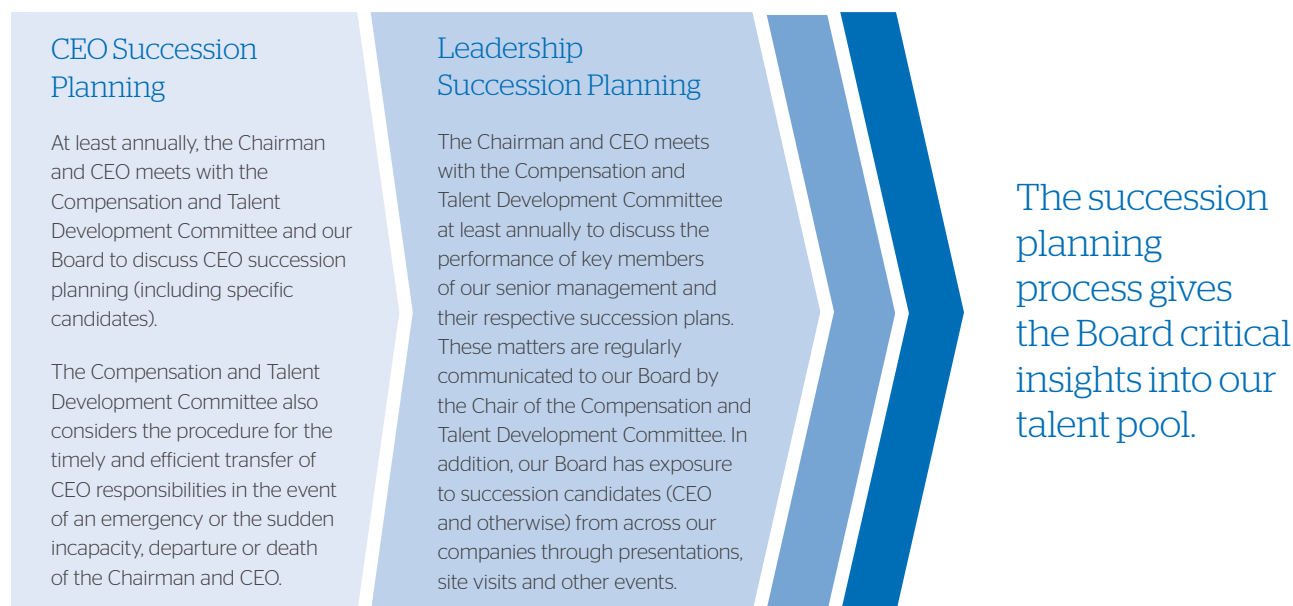 CEO Succession
Planning
At least annually, the Chairman
and CEO meets with the
Compensation and Talent
Development Committee and our
Board to discuss CEO succession
planning (including specific
candidates).
The Compensation and Talent
Development Committee also
considers the procedure for the
timely and efficient transfer of
CEO responsibilities in the event
of an emergency or the sudden
incapacity, departure or death
of the Chairman and CEO.
Leadership
Succession Planning
The Chairman and CEO meets
with the Compensation and
Talent Development Committee
at least annually to discuss the
performance of key members
of our senior management and
their respective succession plans.
These matters are regularly
communicated to our Board by
the Chair of the Compensation and
Talent Development Committee. In
addition, our Board has exposure
to succession candidates (CEO
and otherwise) from across our
companies through presentations,
site visits and other events.
The succession
planning
process gives
the Board critical
insights into our
talent pool.